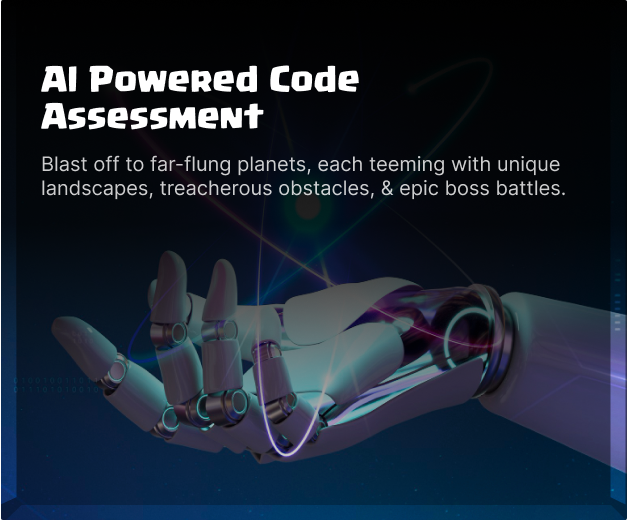 AI Powered Code
Assessment
Blast off to far-flung planets, each teeming with unique
landscapes, treacherous obstacles, & epic boss battles.